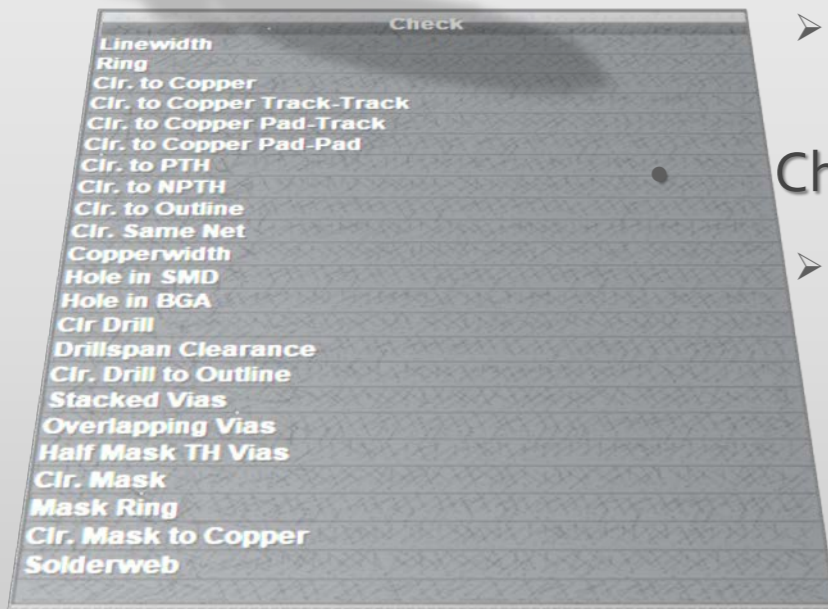 Check
Linewidth
Ring
Clr. to Copper
Clr. to Copper Track-Track
Clr. to Copper Pad-Track
Clr. to Copper Pad-Pad
Clr. to PTH
Clr. to NPTH
Clr. to Outline
Clr. Same Net
Copperwidth
Hole in SMD
Hole in BGA
Clr Drill
Drillspan Clearance
Clr. Drill to Outline
Stacked Vias
Overlapping Vias
Half Mask TH Vias
Clr. Mask
Mask Ring
Clr. Mask to Copper
Solderweb
Ch